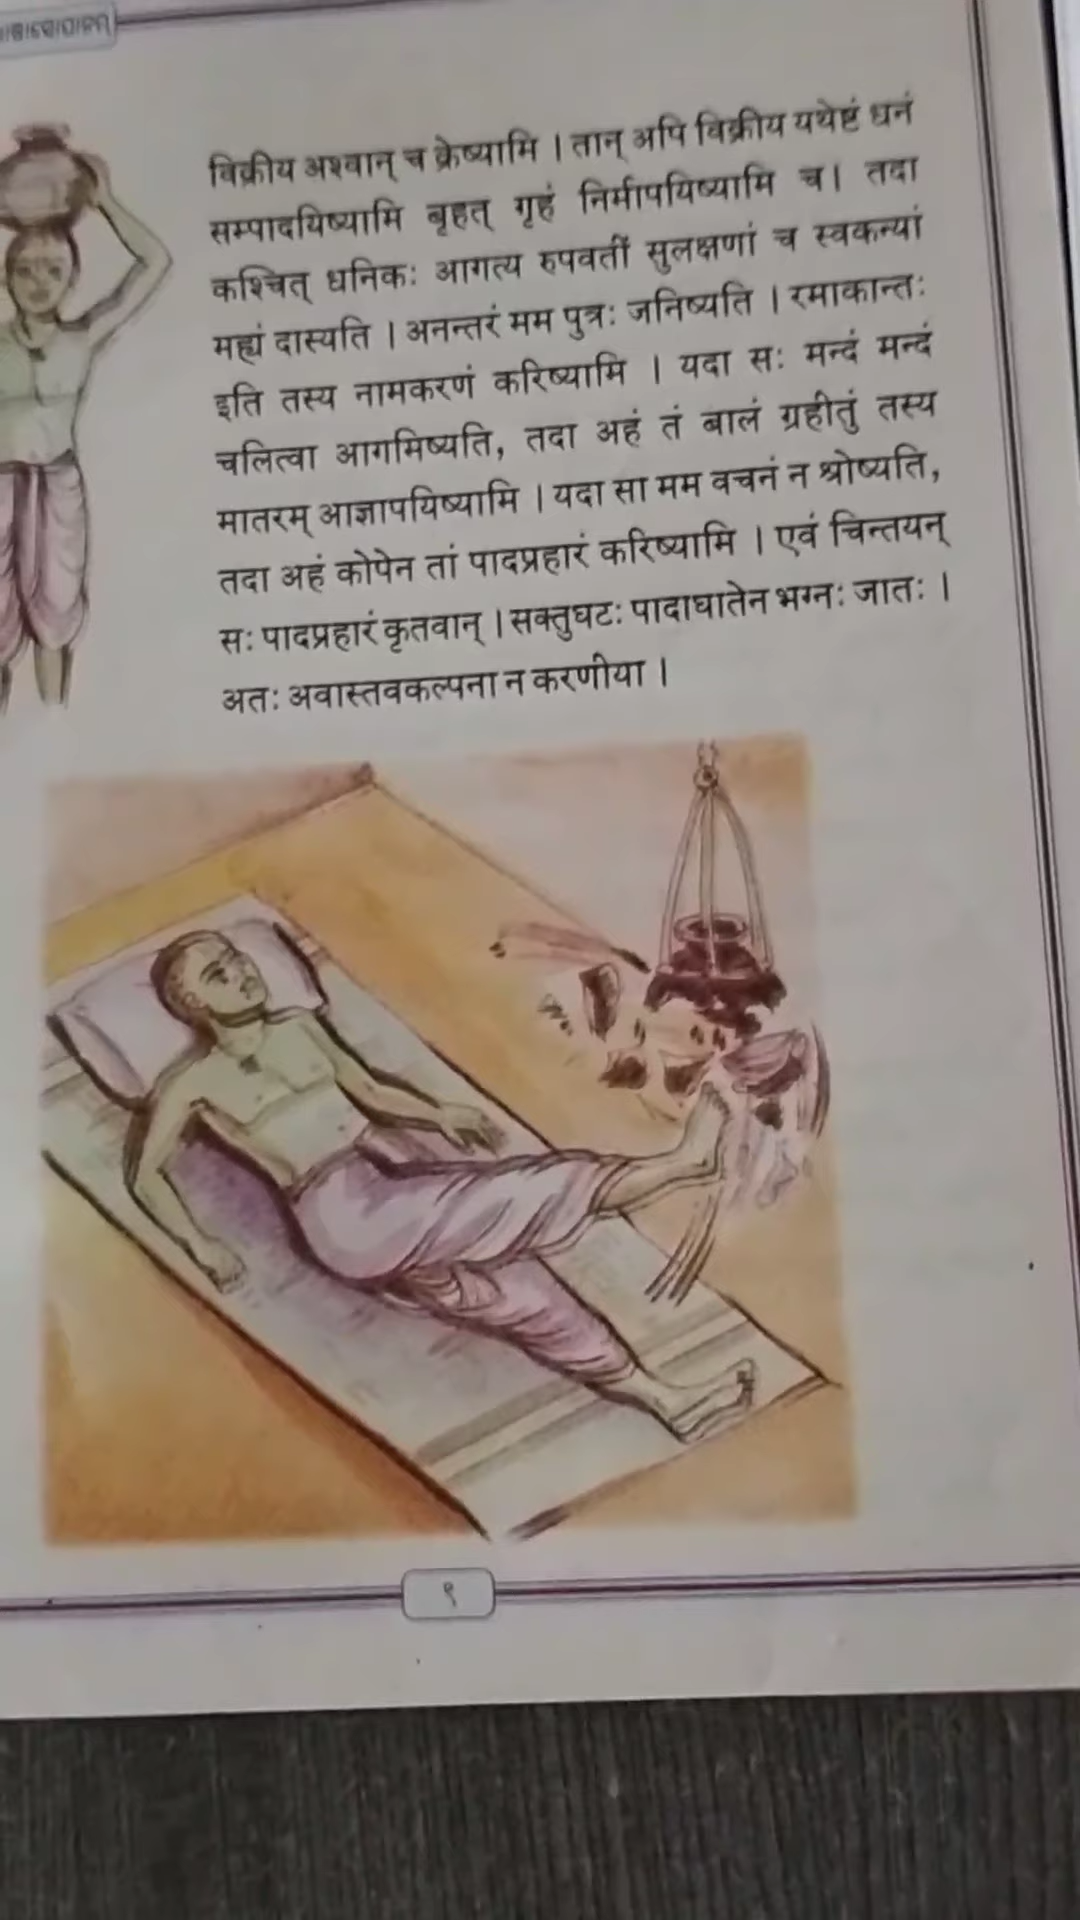 विक्रीय अश्वान् च क्रेष्यामि । तान् अपि विक्रीय यथेष्टं धनं
सम्पादयिष्यामि बृहत् गृहं निर्मापयिष्यामि च। तदा
कश्चित् धनिकः आगत्य रुपवतीं सुलक्षणां च स्वकन्यां
मह्यं दास्यति । अनन्तरं मम पुत्रः जनिष्यति । रमाकान्तः
इति तस्य नामकरणं करिष्यामि । यदा सः मन्दं मन्दं
चलित्वा आगमिष्यति, तदा अहं तं बालं ग्रहीतुं तस्य
मातरम् आज्ञापयिष्यामि । यदा सा मम वचनं न श्रोष्यति,
तदा अहं कोपेन तां पादप्रहारं करिष्यामि । एवं चिन्तयन्
सः पादप्रहारं कृतवान् । सक्तुघटः पादाघातेन भग्नः जातः ।
अतः अवास्तवकल्पना न करणीया ।
९